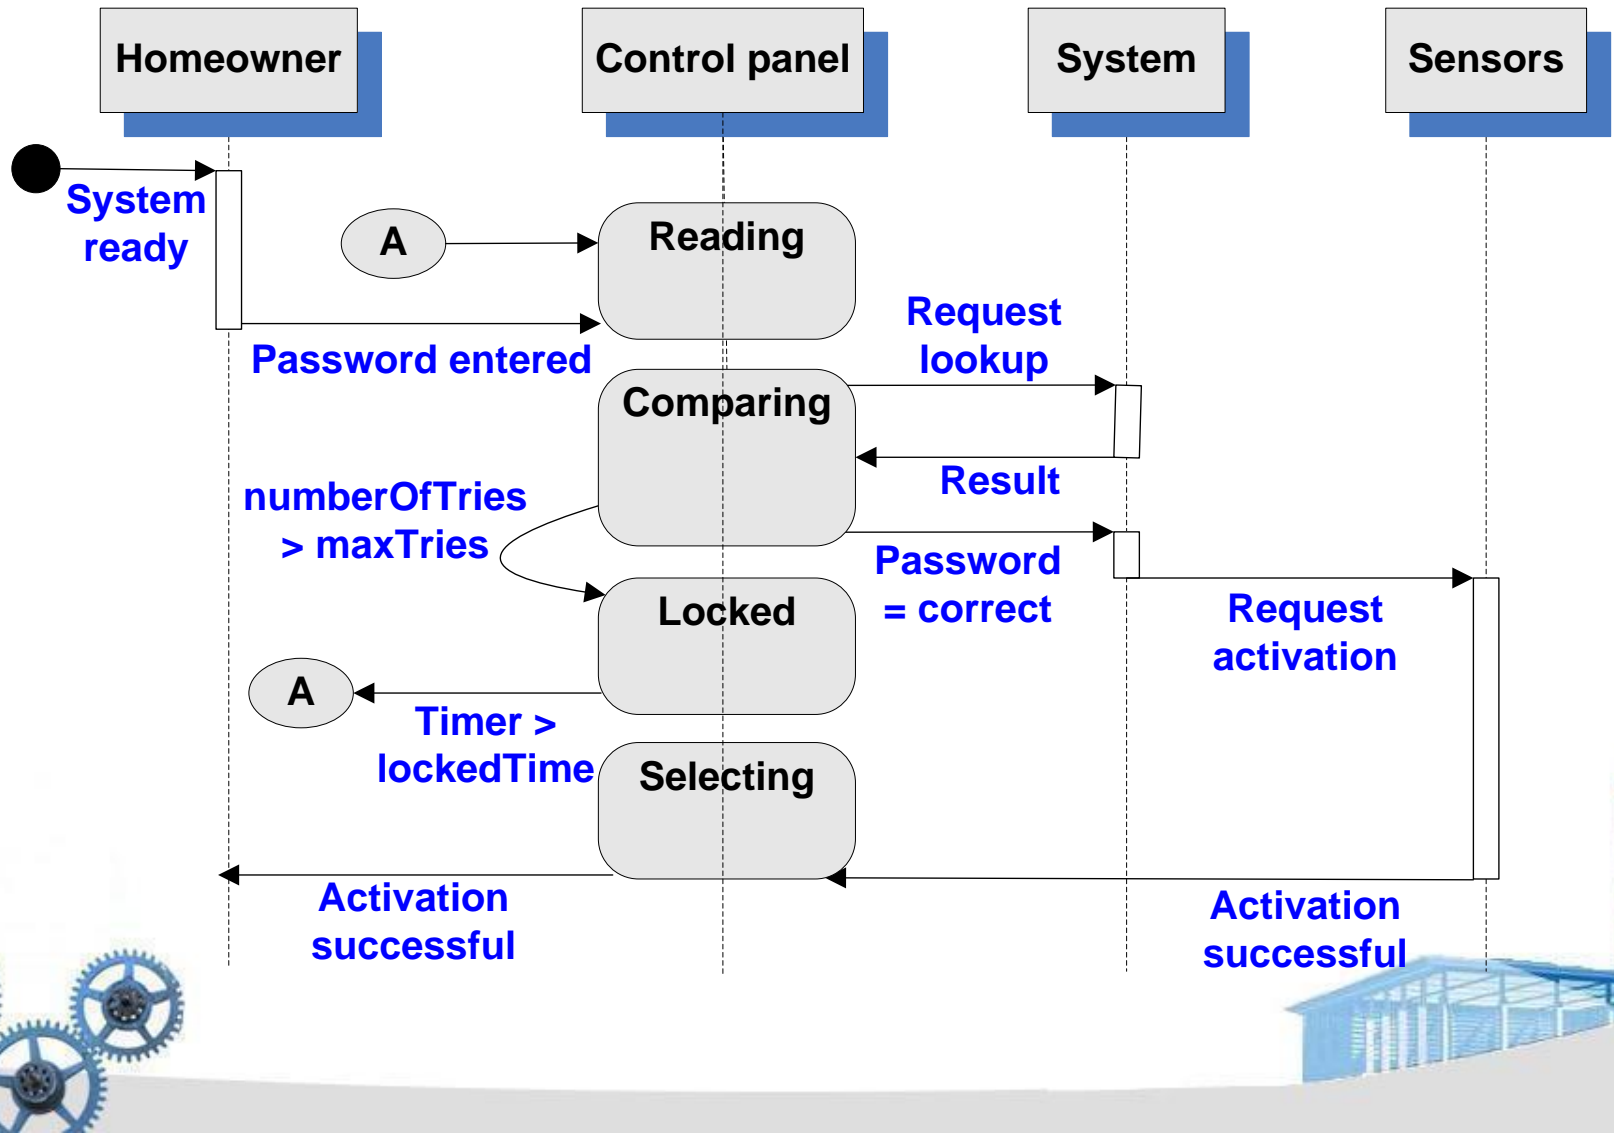 Homeowner
Control panel
System
Sensors
System
ready
A
Reading
Password entered
Request
lookup
Comparing
Result
numberOfTries
> maxTries
Password
= correct
Locked
Request
activation
A
Timer >
lockedTime
Selecting
Activation
successful
Activation
successful